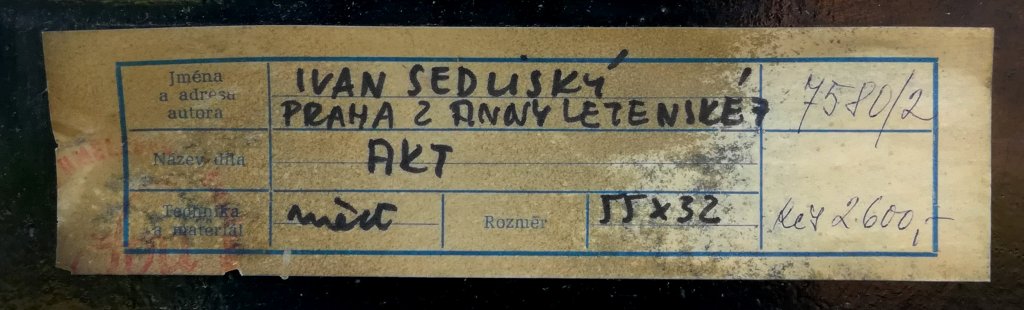 Jména
a adresa
autora
IVAN SEDLISKÝ
PRAHA 2 ANNY LETENSKÉ 7
7580/2
Název díla
AKT
Technika
a materiál
Rozměr
55 x 32
Kčs 2.600,-